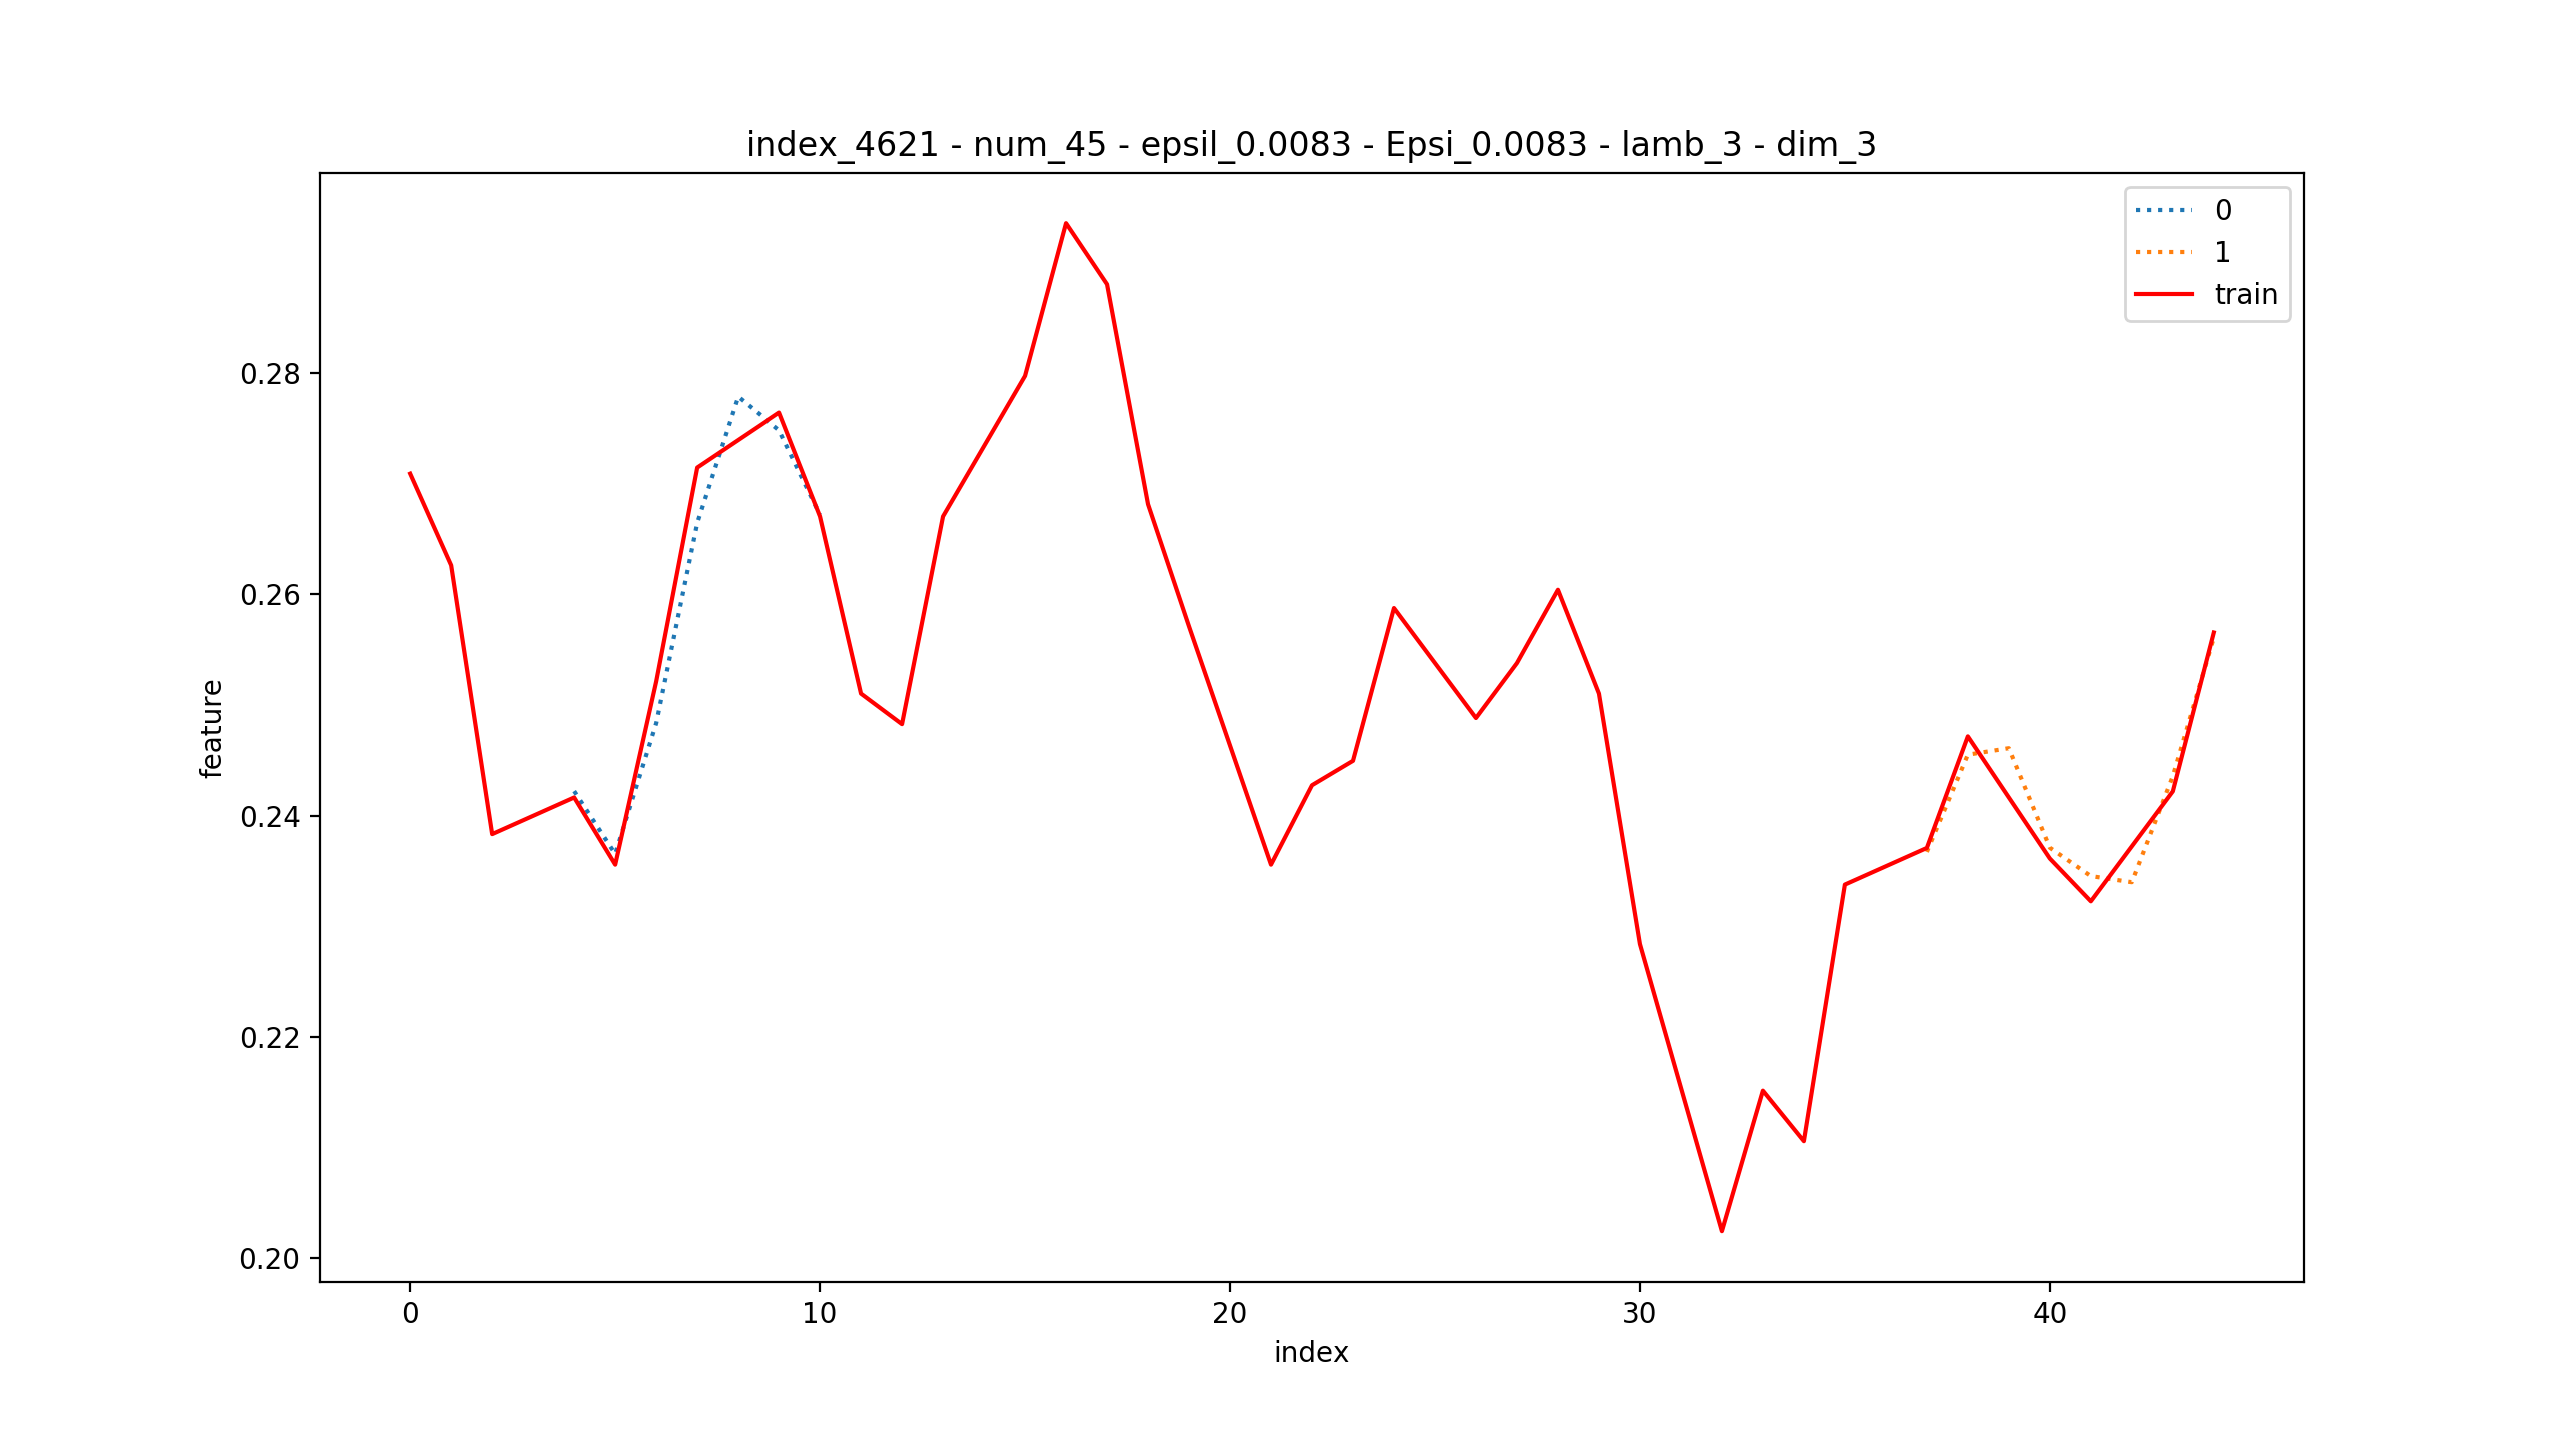 index_4621 - num_45 - epsil_0.0083 - Epsi_0.0083 - lamb_3 - dim_3
0
1
train
feature
0.28
0.26
0.24
0.22
0.20
0 10 20 30 40
index